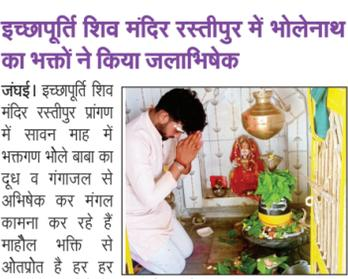 इच्छापूर्ति शिव मंदिर रस्तीपुर में भोलेनाथ
का भक्तों ने किया जलाभिषेक
जंघई। इच्छापूर्ति शिव
मंदिर रस्तीपुर प्रांगण
में सावन माह में
भक्तगण भोले बाबा का
दूध व गंगाजल से
अभिषेक कर मंगल
कामना कर रहे हैं
माहौल भक्ति से
ओतप्रोत है हर हर